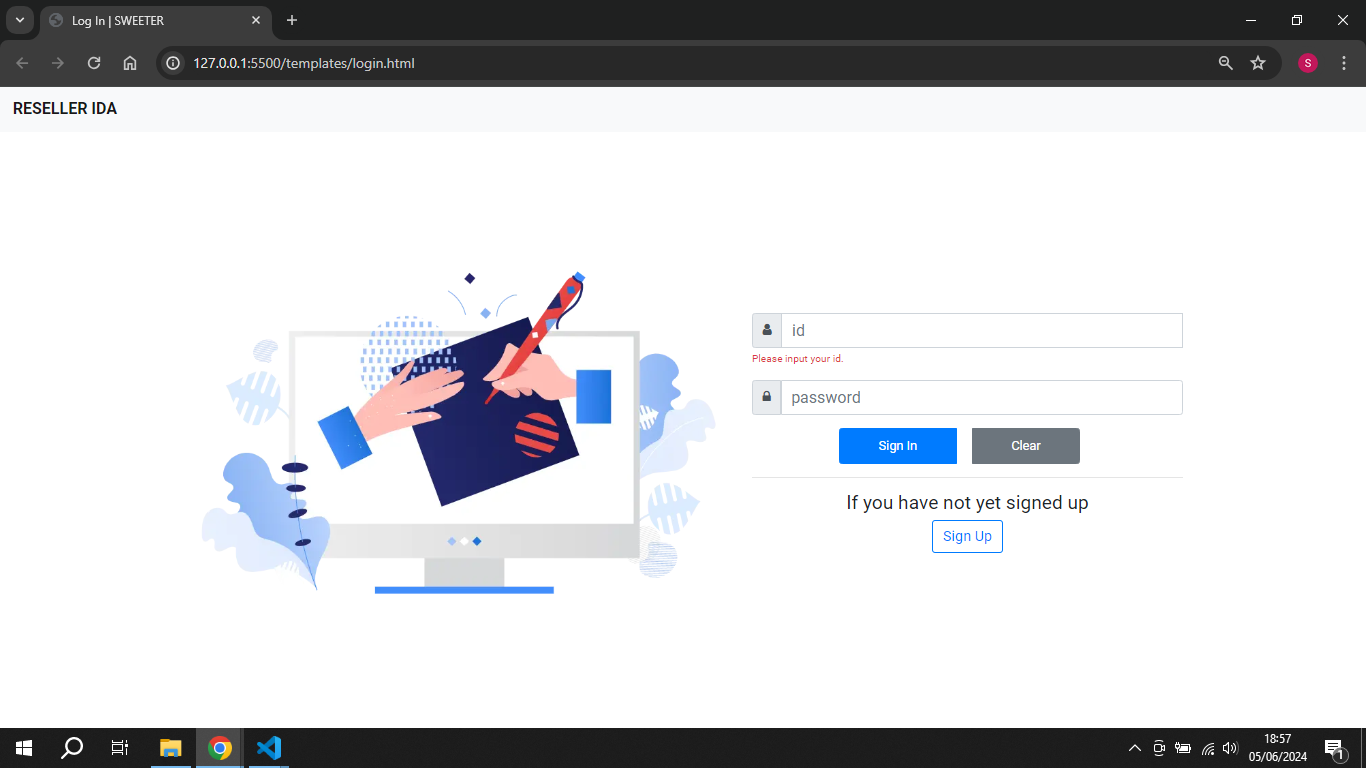 Log In | SWEETER
127.0.0.1:5500/templates/login.html
S
RESELLER IDA
id
Please input your id.
password
Sign In
Clear
If you have not yet signed up
Sign Up
18:57
05/06/2024
1